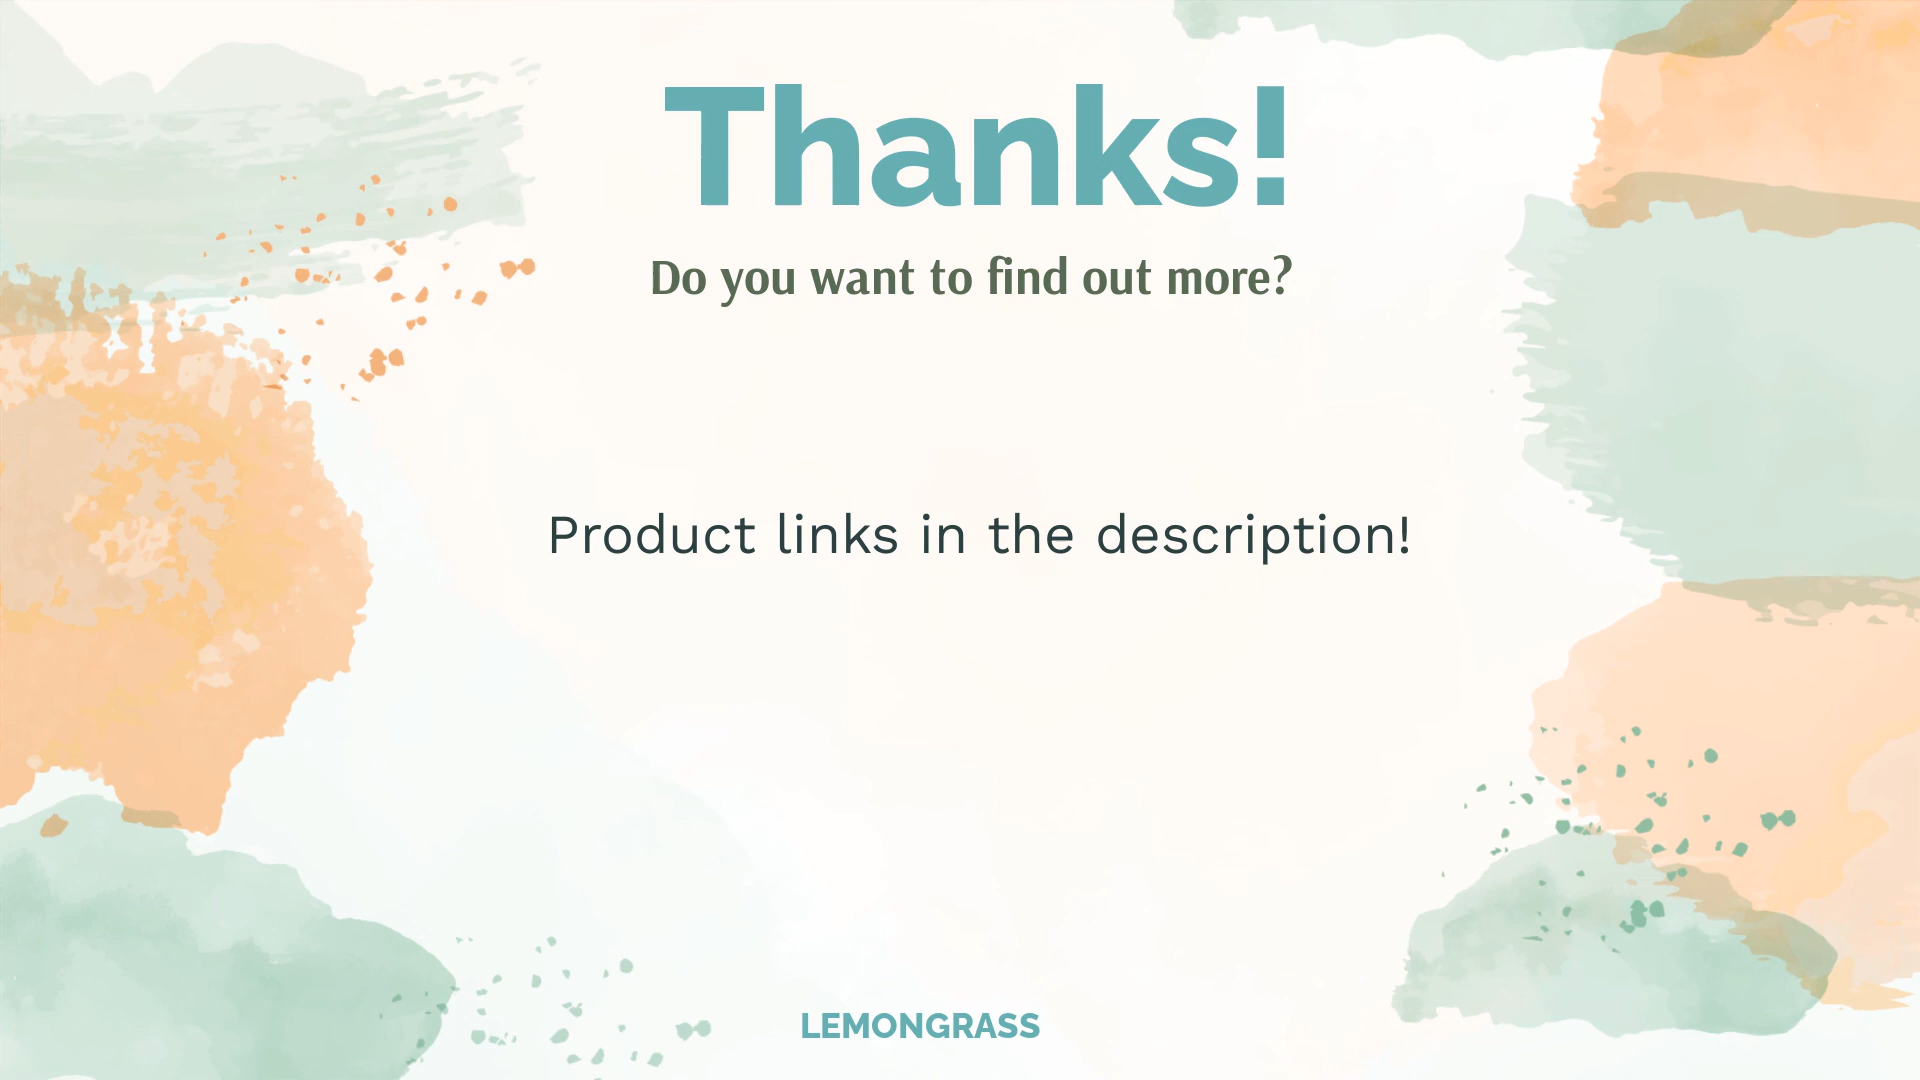 Thanks!
Do you want to find out more?
Product links in the description!
LEMONGRASS